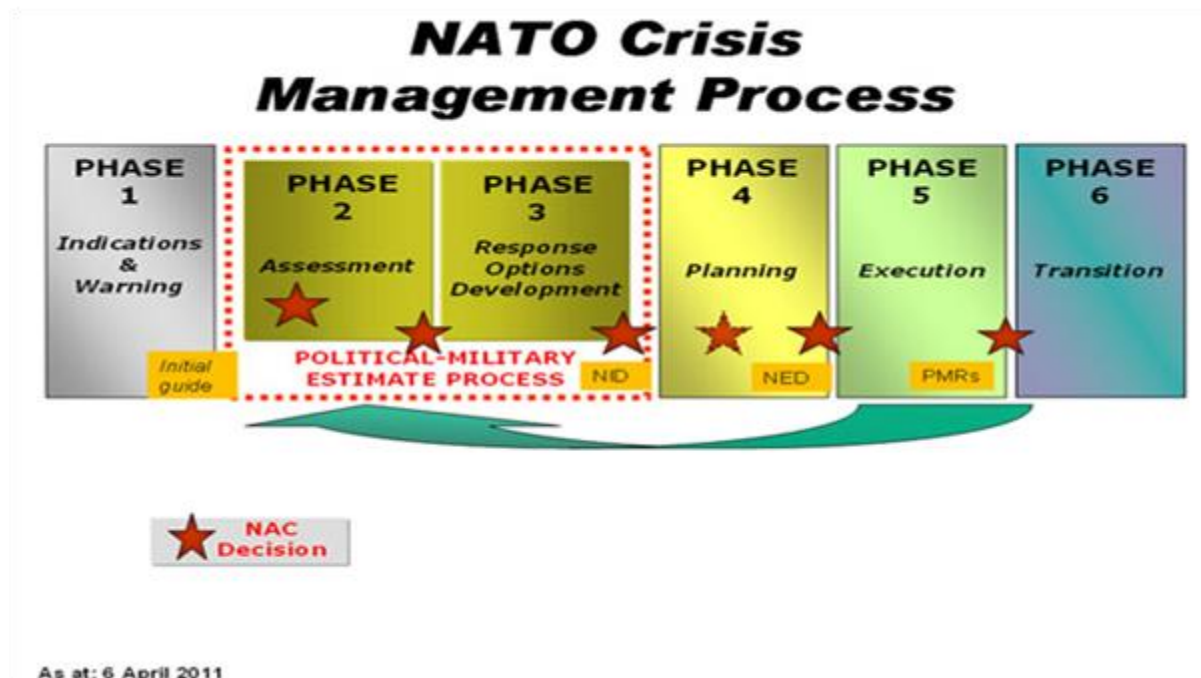 NATO Crisis
Management Process
PHASE
1
Indications
&
Warning
Initial
guide
PHASE
2
Assessment
PHASE
3
Response
Options
Development
POLITICAL-MILITARY
ESTIMATE PROCESS
NID
PHASE
4
Planning
NED
PHASE
5
Execution
PMRs
PHASE
6
Transition
NAC
Decision
As at: 6 April 2011